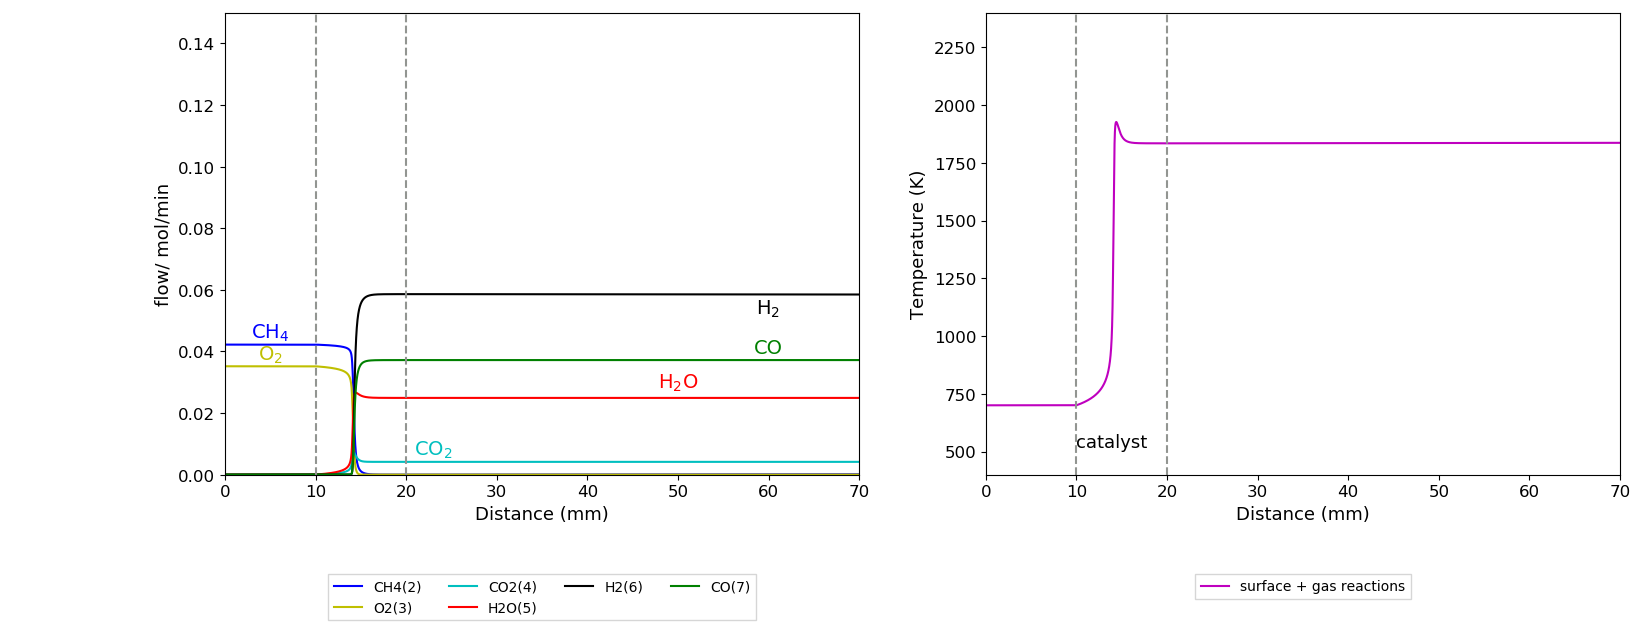 0.14
0.12
0.10
0.08
0.06
0.04
0.02
0.00
flow/ mol/min
CH4
O2
H2
CO
H2O
CO2
0 10 20 30 40 50 60 70
Distance (mm)
CH4(2) CO2(4) H2(6) CO(7)
O2(3) H2O(5)
2250
2000
1750
1500
1250
1000
750
500
Temperature (K)
catalyst
0 10 20 30 40 50 60 70
Distance (mm)
surface + gas reactions